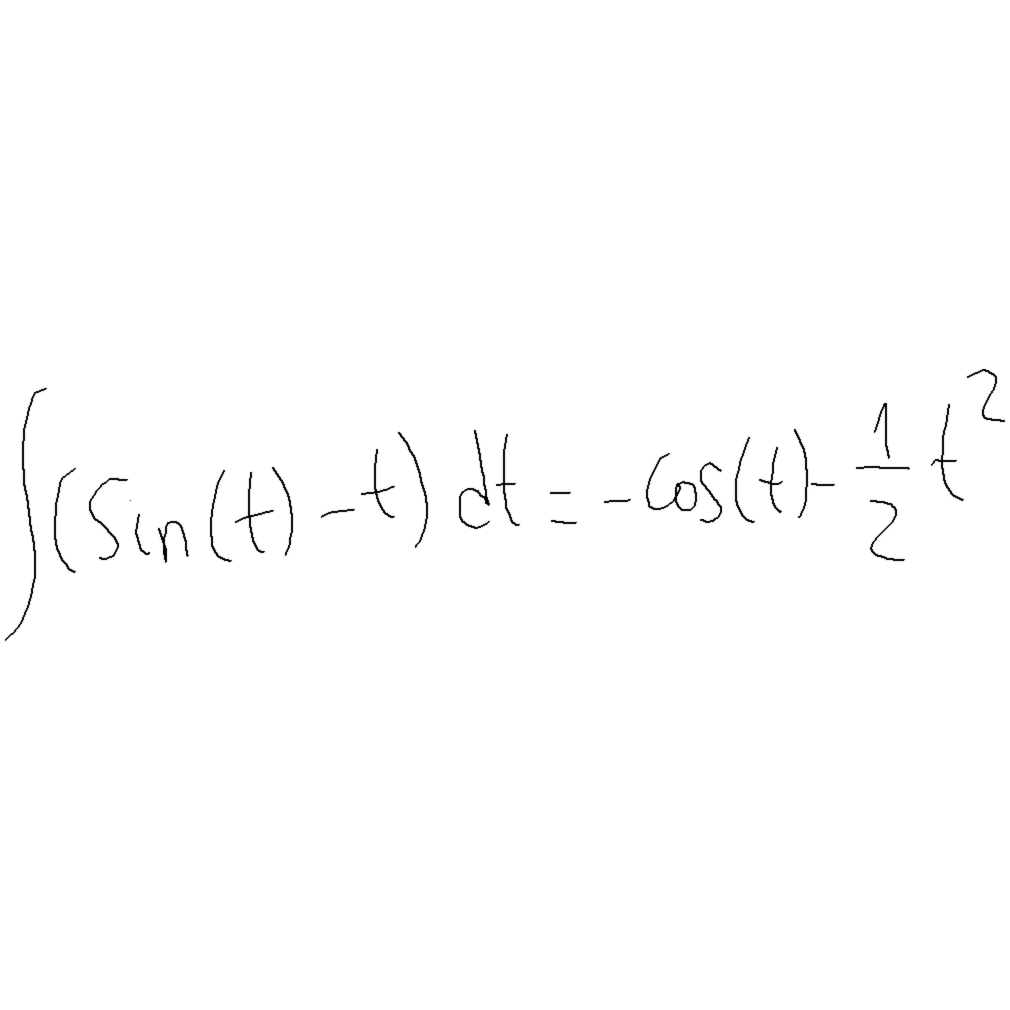 ∫(Sin(t) - t) dt = -Cos(t) - 1/2 t²